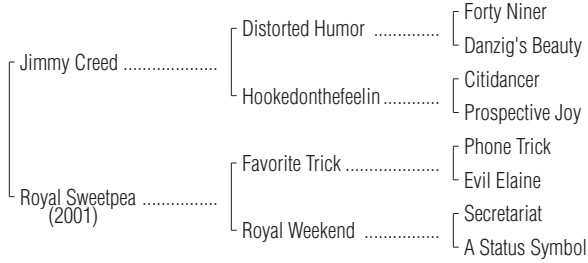 Forty Niner
Distorted Humor ..............
Danzig's Beauty
Jimmy Creed ...................
Citidancer
Hookedonthefeelin ............
Prospective Joy
Phone Trick
Favorite Trick ...................
Evil Elaine
Royal Sweetpea ...............
(2001)
Secretariat
Royal Weekend ...............
A Status Symbol